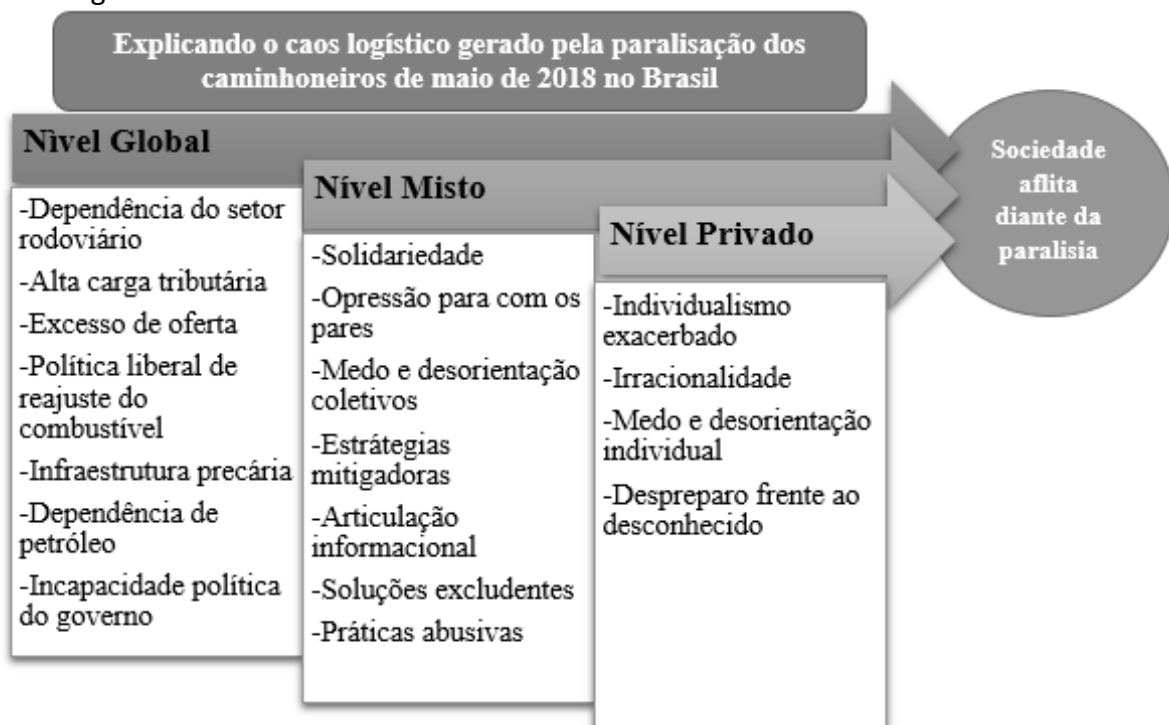 Explicando o caos logístico gerado pela paralisação dos
caminhoneiros de maio de 2018 no Brasil
Nível Global
-Dependência do setor
rodoviário
-Alta carga tributária
-Excesso de oferta
-Política liberal de
reajuste do
combustível
-Infraestrutura precária
-Dependência de
petróleo
-Incapacidade política
do governo
Nível Misto
-Solidariedade
-Opressão para com os
pares
-Medo e desorientação
coletivos
-Estrátegias
mitigadoras
-Articulação
informacional
-Soluções excludentes
-Práticas abusivas
Nível Privado
-Individualismo
exacerbado
-Irracionalidade
-Medo e desorientação
individual
-Despreparo frente ao
desconhecido
Sociedade
aflita
diante da
paralisia